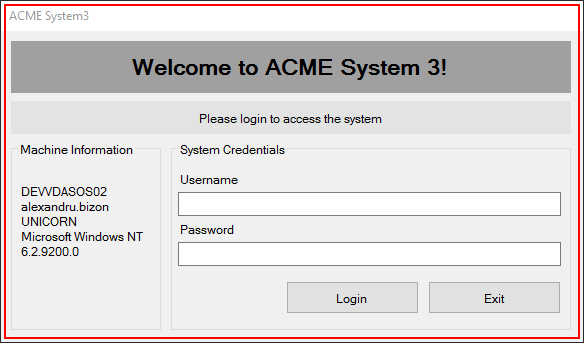 ACME System3
Welcome to ACME System 3!
Please login to access the system
Machine Information
DEVVDASOS02
alexandru.bizon
UNICORN
Microsoft Windows NT
6.2.9200.0
System Credentials
Username
Password
Login
Exit